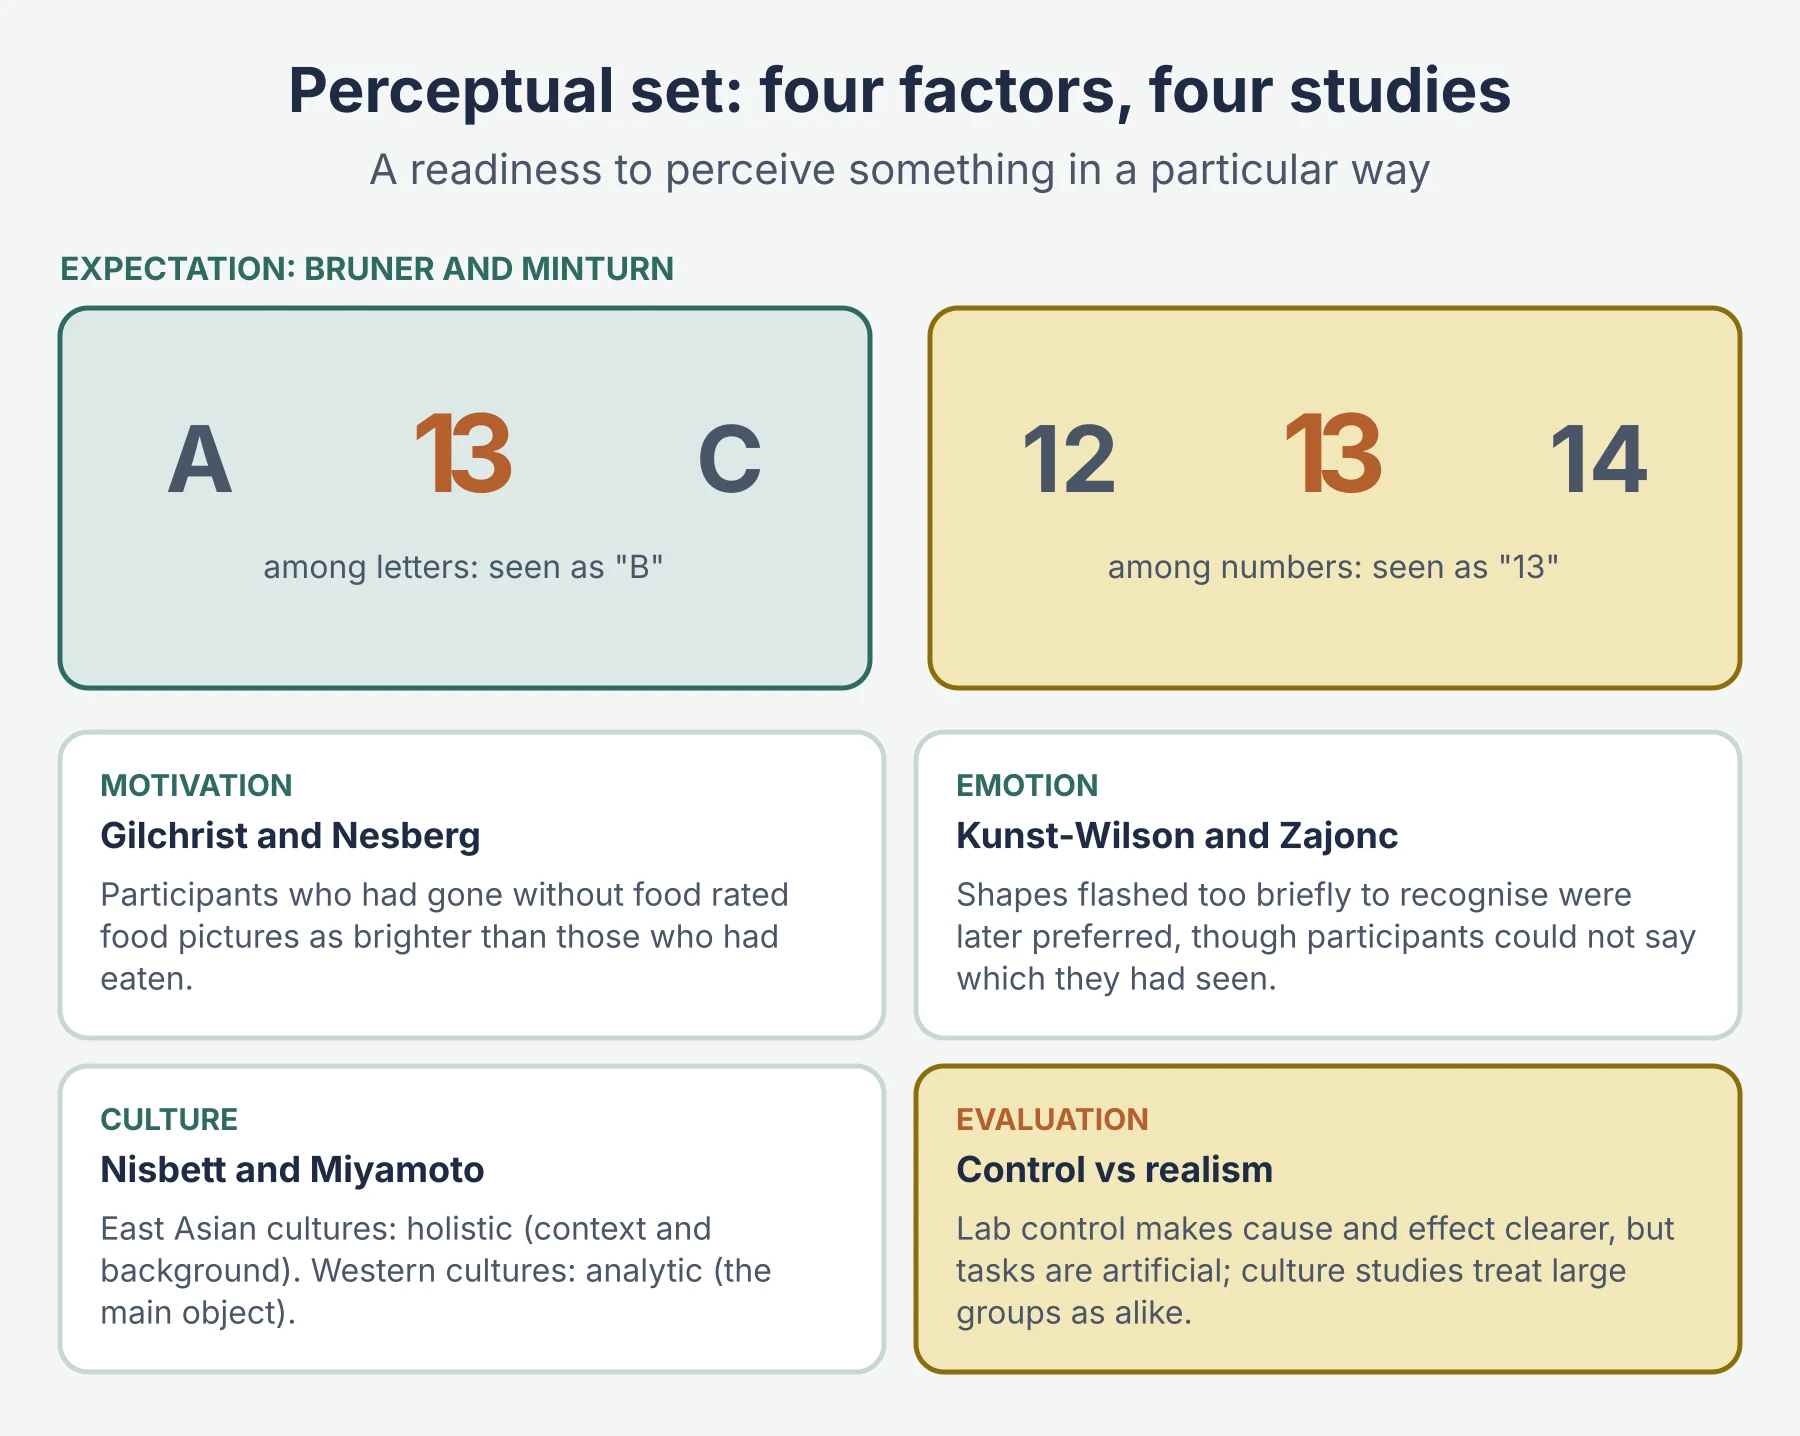 Perceptual set: four factors, four studies
A readiness to perceive something in a particular way
EXPECTATION: BRUNER AND MINTURN
A 13 C
among letters: seen as "B"
12 13 14
among numbers: seen as "13"
MOTIVATION
Gilchrist and Nesberg
Participants who had gone without food rated
food pictures as brighter than those who had
eaten.
EMOTION
Kunst-Wilson and Zajonc
Shapes flashed too briefly to recognise were
later preferred, though participants could not say
which they had seen.
CULTURE
Nisbett and Miyamoto
East Asian cultures: holistic (context and
background). Western cultures: analytic (the
main object).
EVALUATION
Control vs realism
Lab control makes cause and effect clearer, but
tasks are artificial; culture studies treat large
groups as alike.